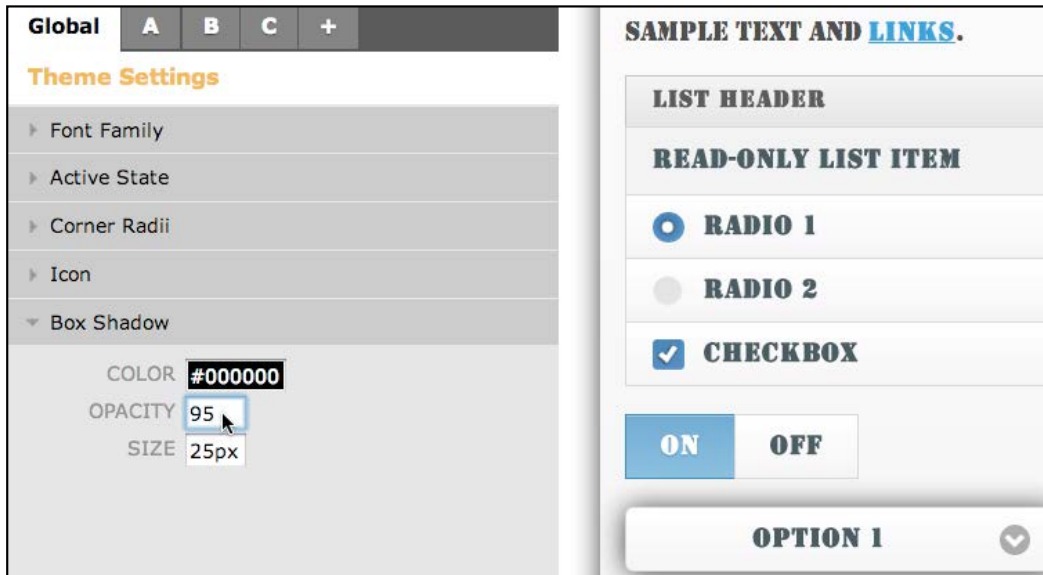 Global A B C +
Theme Settings
Font Family
Active State
Corner Radii
Icon
Box Shadow
COLOR #000000
OPACITY 95
SIZE 25px
SAMPLE TEXT AND LINKS.
LIST HEADER
READ-ONLY LIST ITEM
RADIO 1
RADIO 2
CHECKBOX
ON OFF
OPTION 1